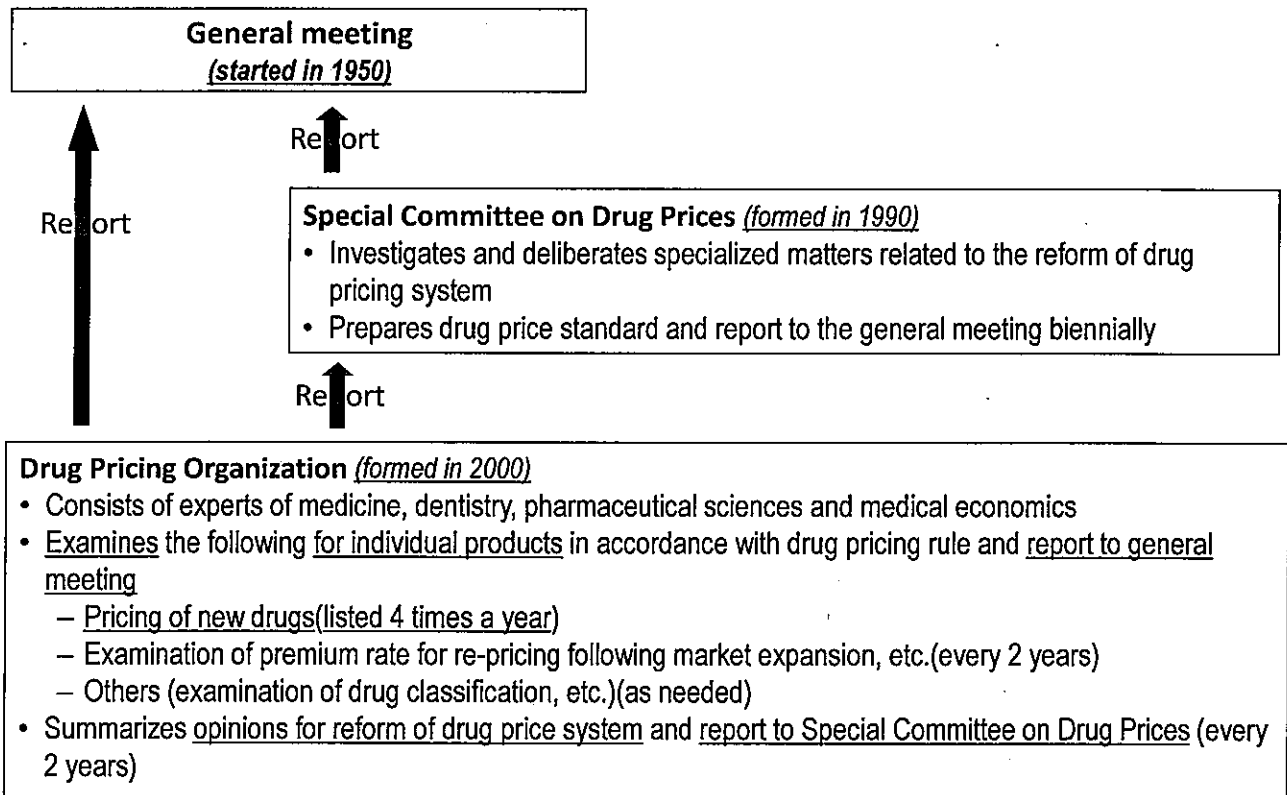 General meeting
(started in 1950)
Report
Report
Special Committee on Drug Prices (formed in 1990)
• Investigates and deliberates specialized matters related to the reform of drug
pricing system
• Prepares drug price standard and report to the general meeting biennially
Report
Drug Pricing Organization (formed in 2000)
• Consists of experts of medicine, dentistry, pharmaceutical sciences and medical economics
• Examines the following for individual products in accordance with drug pricing rule and report to general
meeting
– Pricing of new drugs(listed 4 times a year)
– Examination of premium rate for re-pricing following market expansion, etc.(every 2 years)
– Others (examination of drug classification, etc.)(as needed)
• Summarizes opinions for reform of drug price system and report to Special Committee on Drug Prices (every
2 years)